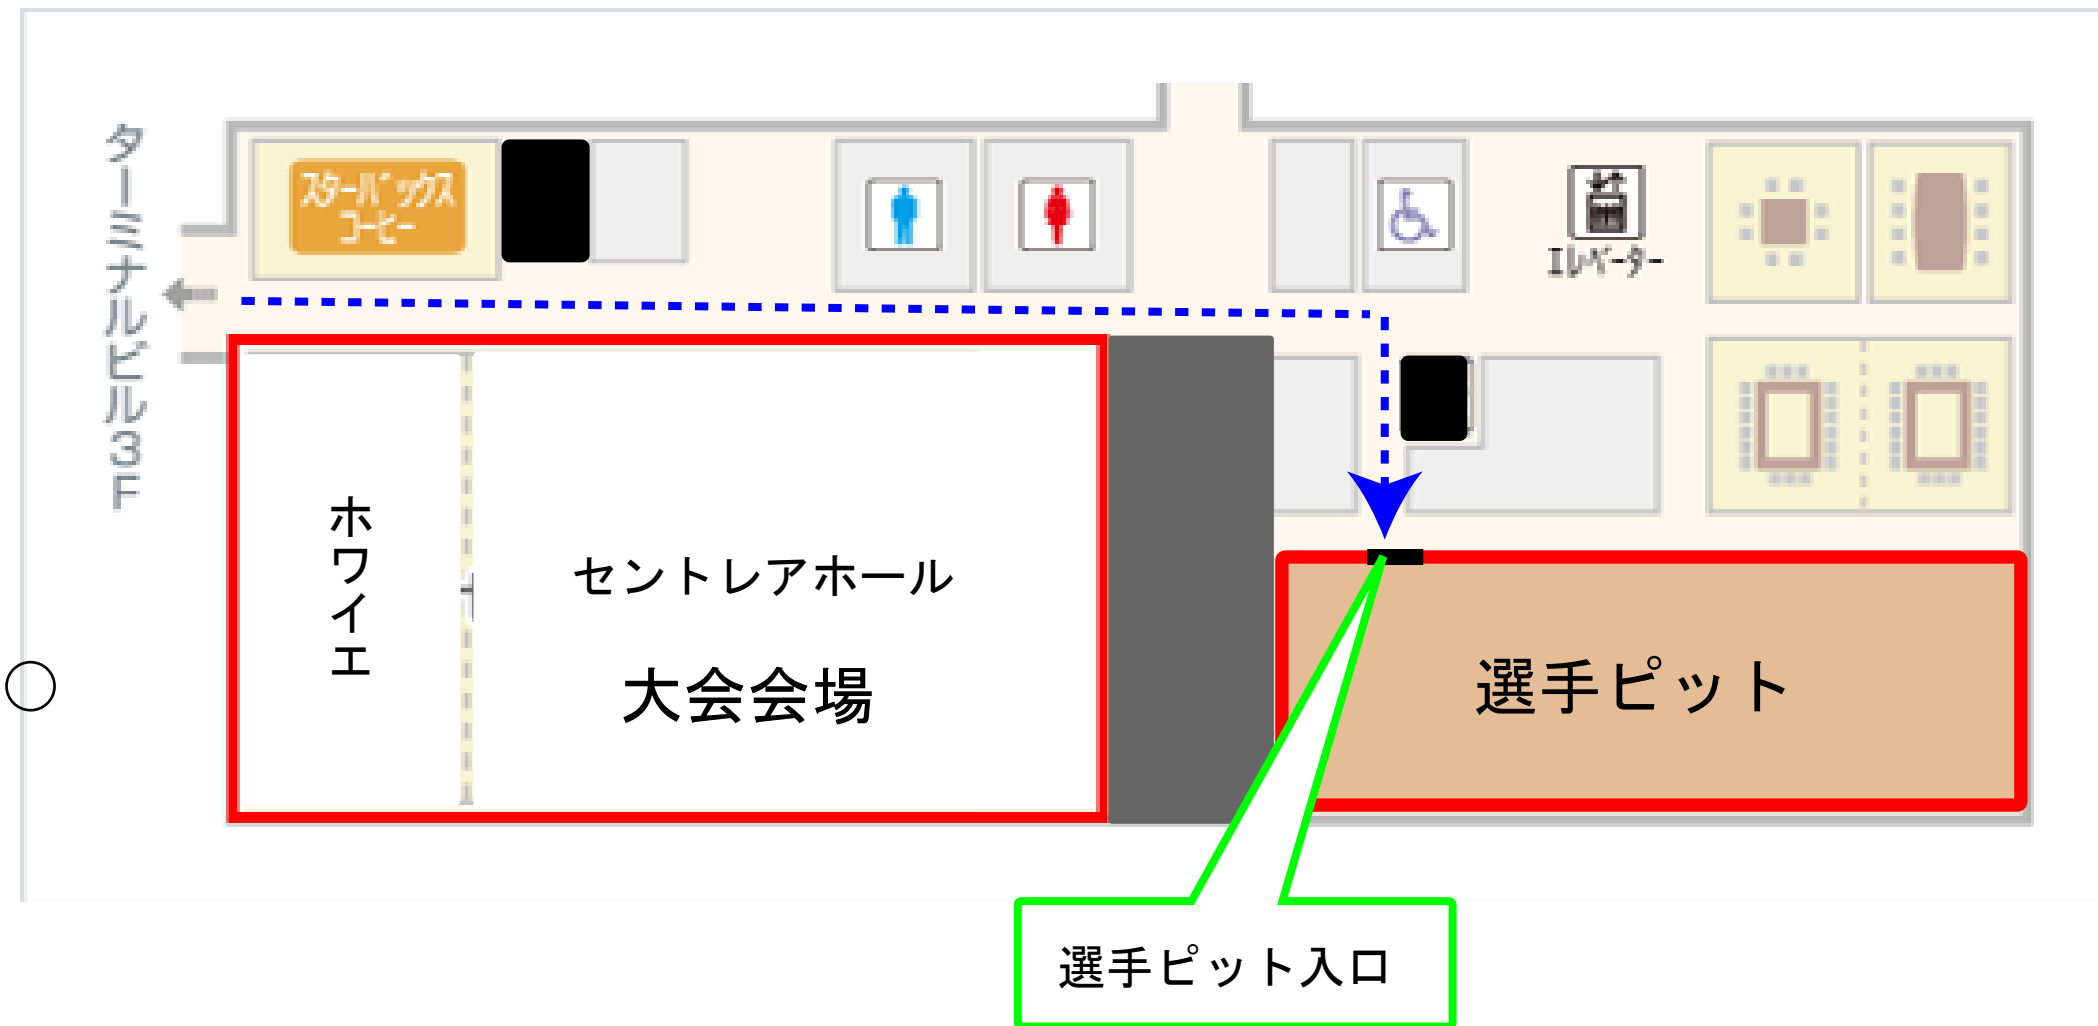 ターミナルビル3F
スターバックス
コーヒー
エレベーター
ホワイエ
セントレアホール
大会会場
選手ピット
選手ピット入口